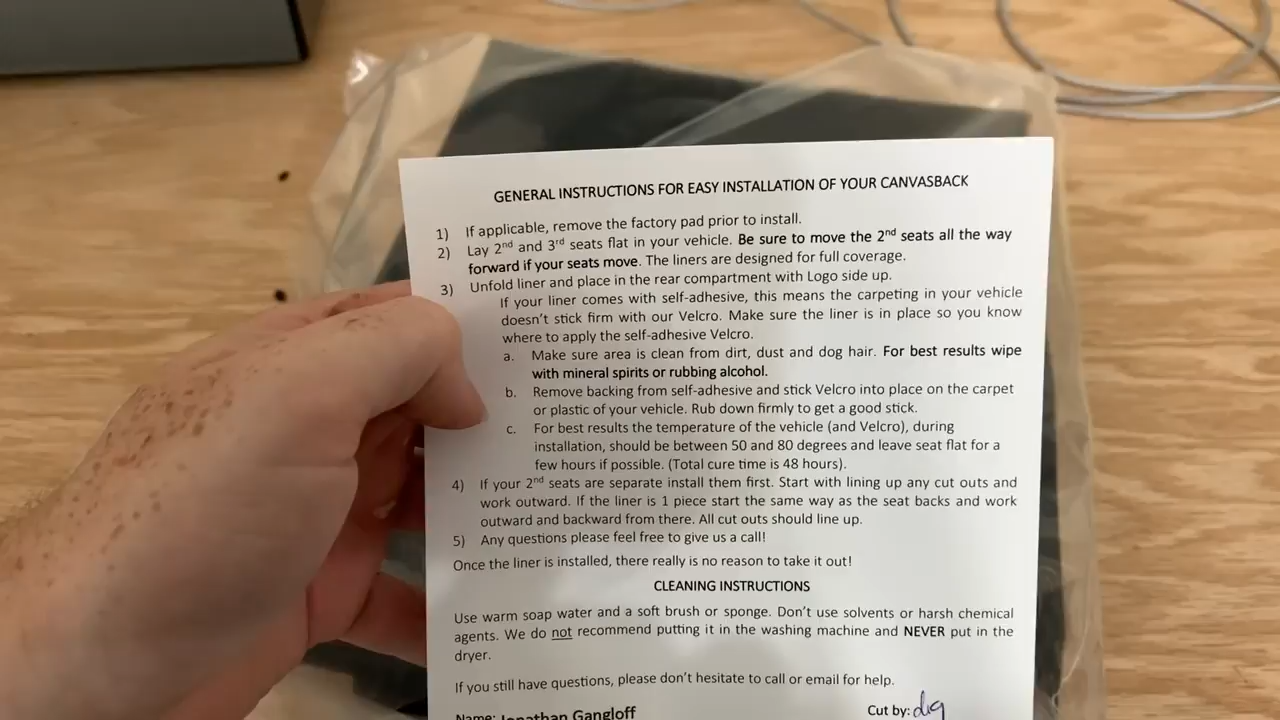 GENERAL INSTRUCTIONS FOR EASY INSTALLATION OF YOUR CANVASBACK
1) If applicable, remove the factory pad prior to install.
2) Lay 2nd and 3rd seats flat in your vehicle. Be sure to move the 2nd seats all the way
forward if your seats move. The liners are designed for full coverage.
3) Unfold liner and place in the rear compartment with Logo side up.
If your liner comes with self-adhesive, this means the carpeting in your vehicle
doesn't stick firm with our Velcro. Make sure the liner is in place so you know
where to apply the self-adhesive Velcro.
a. Make sure area is clean from dirt, dust and dog hair. For best results wipe
with mineral spirits or rubbing alcohol.
b. Remove backing from self-adhesive and stick Velcro into place on the carpet
or plastic of your vehicle. Rub down firmly to get a good stick.
c. For best results the temperature of the vehicle (and Velcro), during
installation, should be between 50 and 80 degrees and leave seat flat for a
few hours if possible. (Total cure time is 48 hours).
4) If your 2nd seats are separate install them first. Start with lining up any cut outs and
work outward. If the liner is 1 piece start the same way as the seat backs and work
outward and backward from there. All cut outs should line up.
5) Any questions please feel free to give us a call!
Once the liner is installed, there really is no reason to take it out!
CLEANING INSTRUCTIONS
Use warm soap water and a soft brush or sponge. Don't use solvents or harsh chemical
agents. We do not recommend putting it in the washing machine and NEVER put in the
dryer.
If you still have questions, please don't hesitate to call or email for help.
Name: Jonathan Gangloff Cut by: